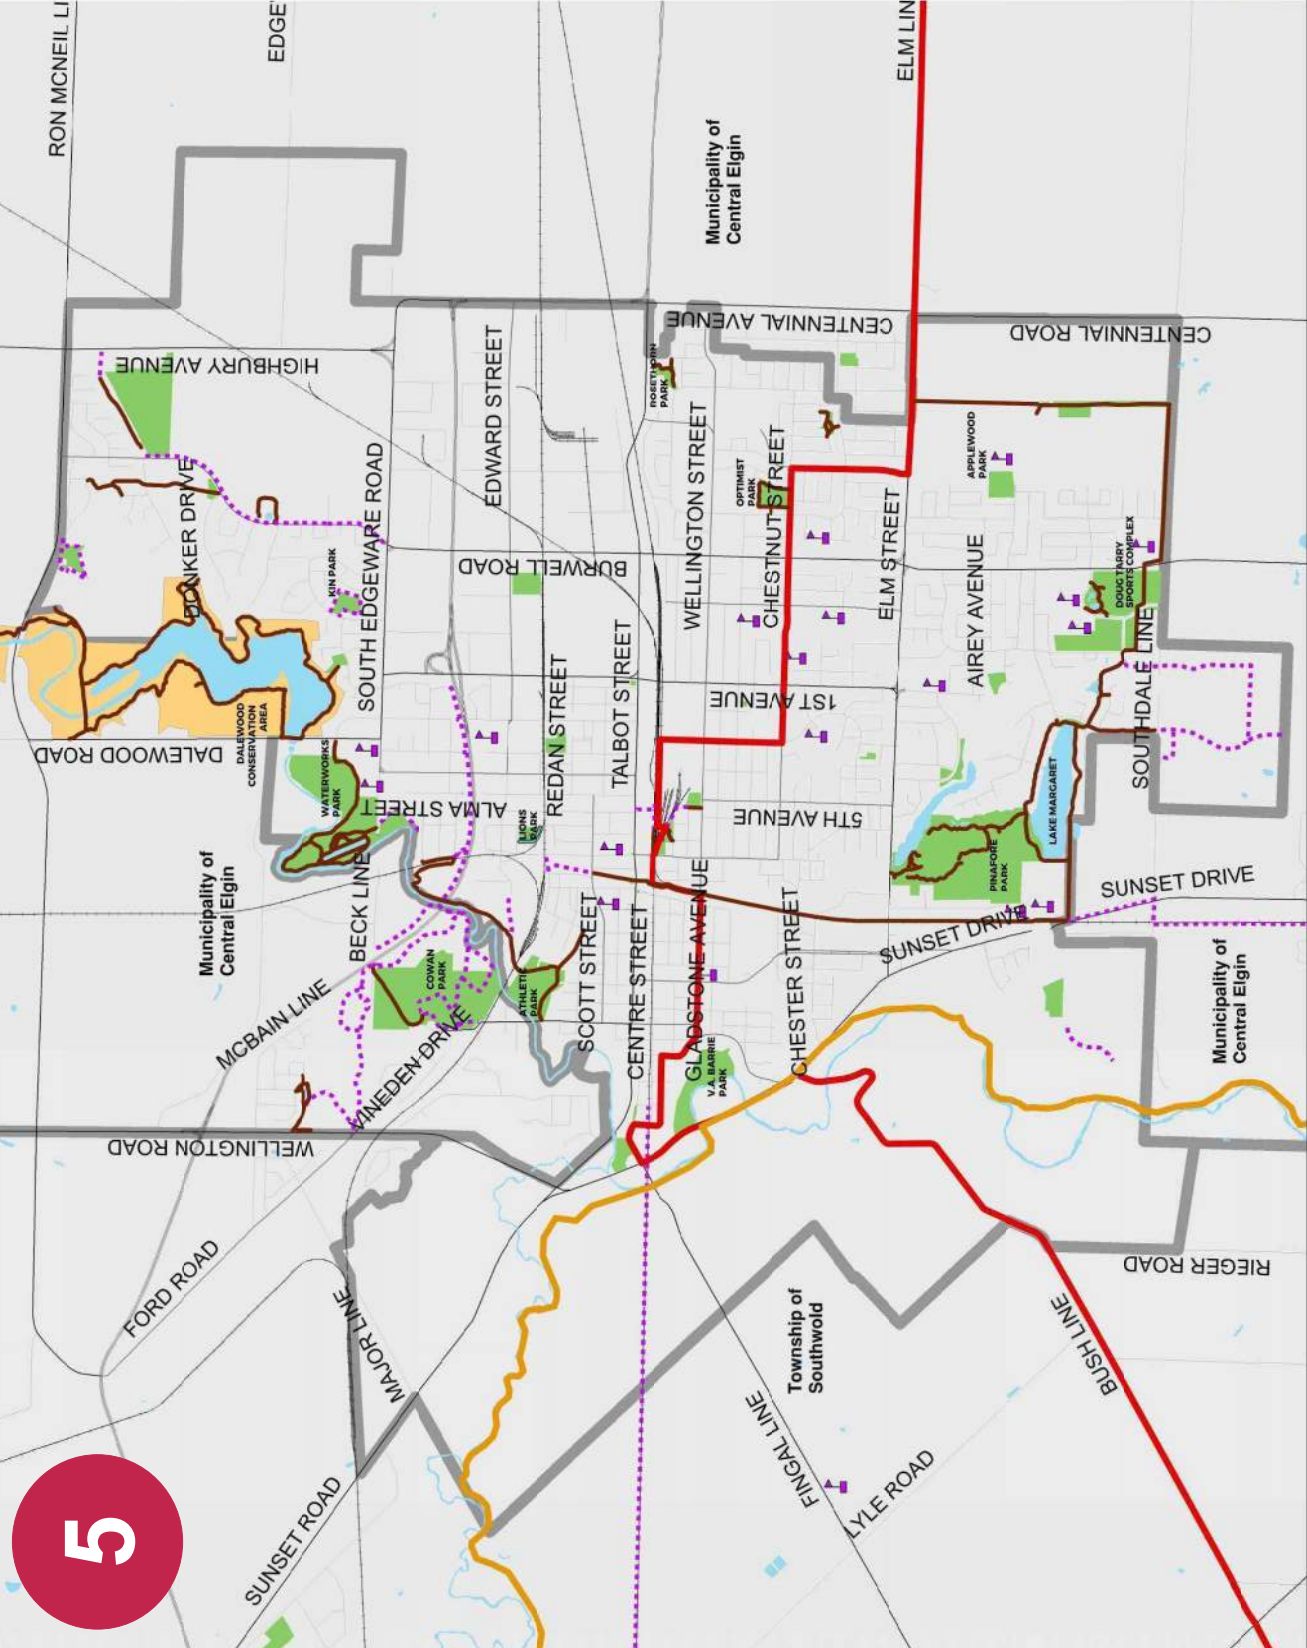 RON MCNEIL LI
EDGE
ELM LIN
Municipality of
Central Elgin
HIGHBURY AVENUE
CENTENNIAL AVENUE
CENTENNIAL ROAD
EDWARD STREET
ROSETHORN
PARK
WELLINGTON STREET
OPTIMIST
PARK
CHESTNUT STREET
APPLEWOOD
PARK
DONKER DRIVE
SOUTH EDGEWARE ROAD
BURWELL ROAD
ELM STREET
AIREY AVENUE
DOUG TARRY
SPORTS COMPLEX
KIN PARK
REDAN STREET
TALBOT STREET
1ST AVENUE
SOUTHDALE LINE
DALEWOOD ROAD
DALEWOOD
CONSERVATION
AREA
WATERWORKS
PARK
ALMA STREET
LIONS
PARK
5TH AVENUE
LAKE MARGARET
PINAFORE
PARK
SUNSET DRIVE
Municipality of
Central Elgin
BECK LINE
COWAN
PARK
ATHLETIC
PARK
SCOTT STREET
CENTRE STREET
GLADSTONE AVENUE
CHESTER STREET
SUNSET DRIVE
Municipality of
Central Elgin
MCBAIN LINE
VINEDEN DRIVE
V.A. BARRIE
PARK
WELLINGTON ROAD
FORD ROAD
MAJOR LINE
RIEGER ROAD
Township of
Southwold
BUSH LINE
FINGAL LINE
LYLE ROAD
SUNSET ROAD
5